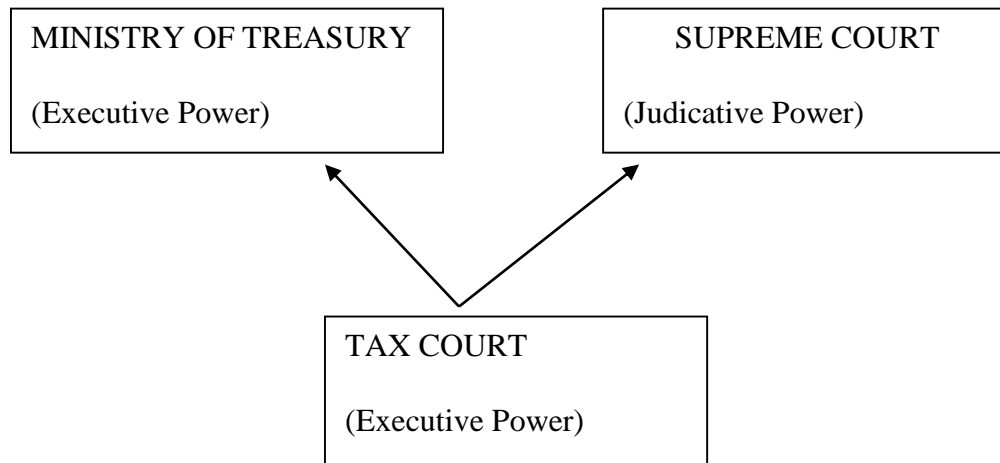 MINISTRY OF TREASURY
(Executive Power)
SUPREME COURT
(Judicative Power)
TAX COURT
(Executive Power)